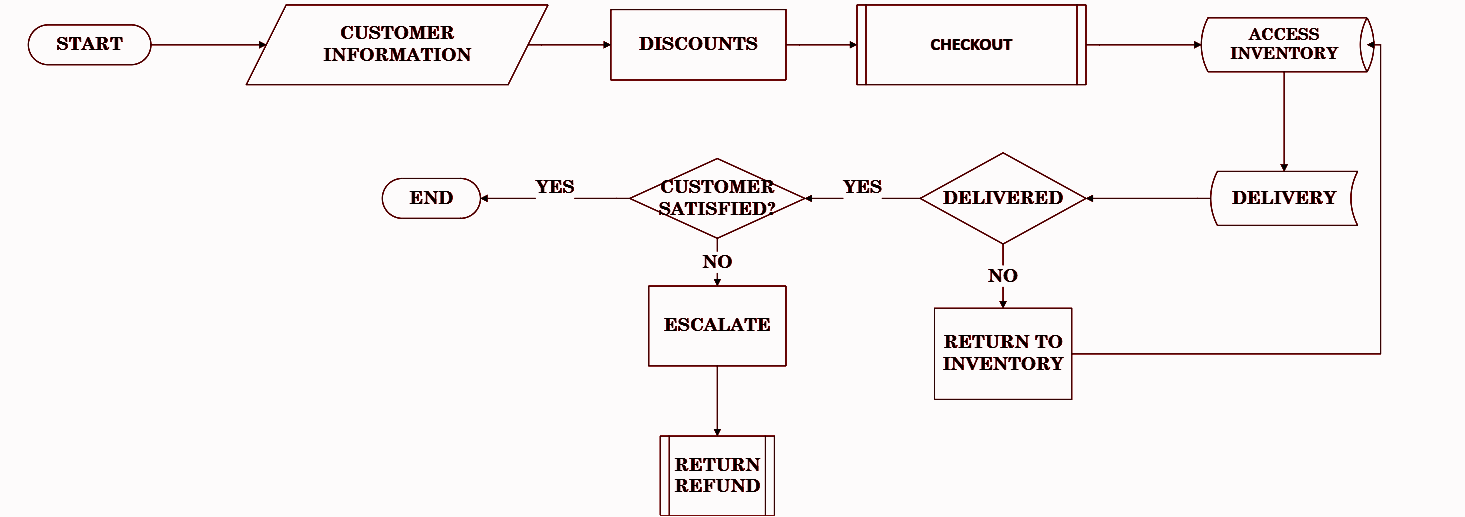 START
CUSTOMER
INFORMATION
DISCOUNTS
CHECKOUT
ACCESS
INVENTORY
END
YES
CUSTOMER
SATISFIED?
YES
DELIVERED
DELIVERY
NO
NO
ESCALATE
RETURN TO
INVENTORY
RETURN
REFUND